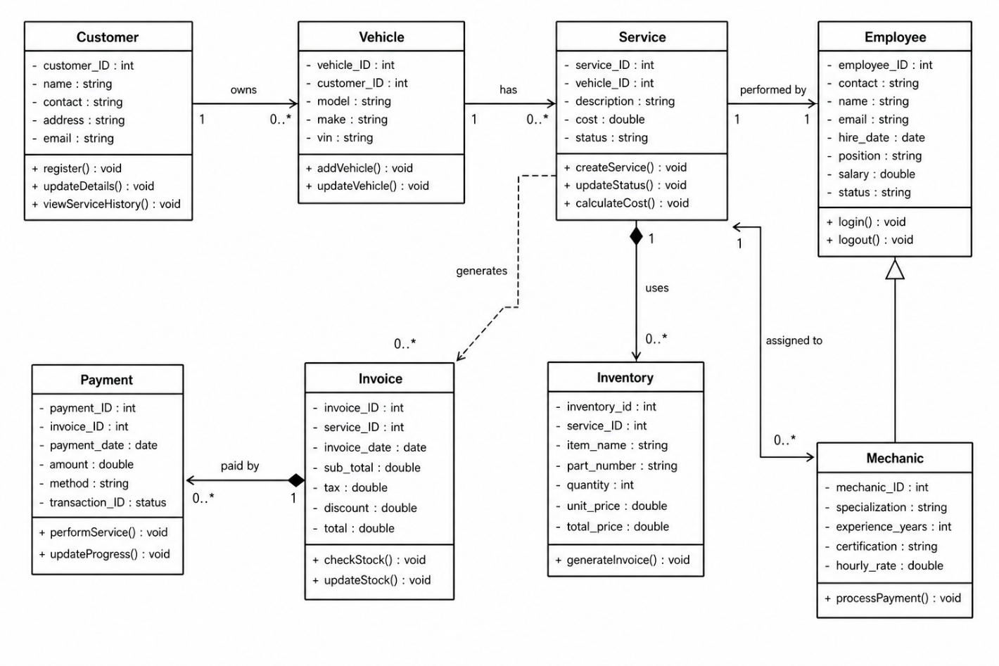 Customer
- customer_ID : int
- name : string
- contact : string
- address : string
- email : string
+ register() : void
+ updateDetails() : void
+ viewServiceHistory() : void
owns
1
0..*
Vehicle
- vehicle_ID : int
- customer_ID : int
- model : string
- make : string
- vin : string
+ addVehicle() : void
+ updateVehicle() : void
has
1
0..*
Service
- service_ID : int
- vehicle_ID : int
- description : string
- cost : double
- status : string
+ createService() : void
+ updateStatus() : void
+ calculateCost() : void
performed by
1
1
Employee
- employee_ID : int
- contact : string
- name : string
- email : string
- hire_date : date
- position : string
- salary : double
- status : string
+ login() : void
+ logout() : void
generates
0..*
1
uses
0..*
1
assigned to
0..*
Payment
- payment_ID : int
- invoice_ID : int
- payment_date : date
- amount : double
- method : string
- transaction_ID : status
+ performService() : void
+ updateProgress() : void
paid by
0..*
1
Invoice
- invoice_ID : int
- service_ID : int
- invoice_date : date
- sub_total : double
- tax : double
- discount : double
- total : double
+ checkStock() : void
+ updateStock() : void
Inventory
- inventory_id : int
- service_ID : int
- item_name : string
- part_number : string
- quantity : int
- unit_price : double
- total_price : double
+ generateInvoice() : void
Mechanic
- mechanic_ID : int
- specialization : string
- experience_years : int
- certification : string
- hourly_rate : double
+ processPayment() : void